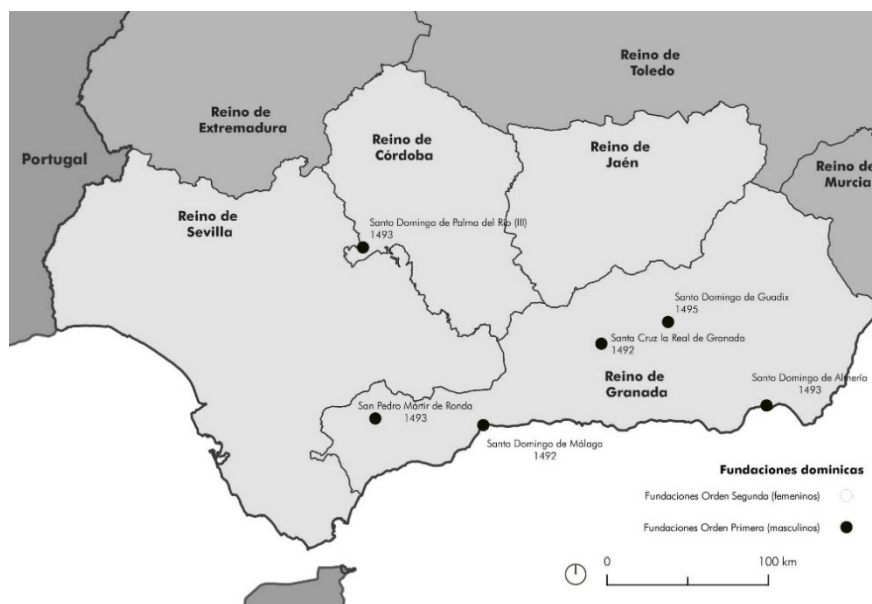 Reino de
Toledo
Reino de
Extremadura
Reino de
Córdoba
Reino de
Jaén
Portugal
Reino de
Murcia
Reino de
Sevilla
Santo Domingo de Palma del Río (III)
1493
Santo Domingo de Guadix
1495
Santa Cruz la Real de Granada
1492
Reino de
Granada
Santo Domingo de Almería
1493
San Pedro Mártir de Ronda
1493
Santo Domingo de Málaga
1492
Fundaciones dominicas
Fundaciones Orden Segunda (femeninos)
Fundaciones Orden Primera (masculinos)
0 100 km